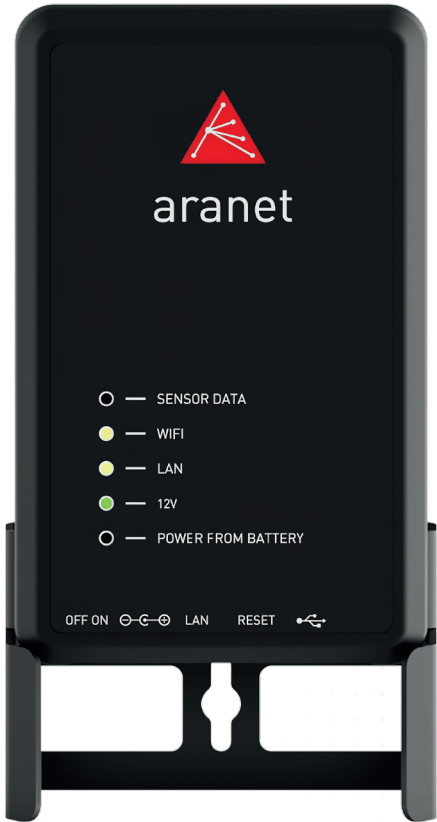 aranet
SENSOR DATA
WIFI
LAN
12V
POWER FROM BATTERY
OFF ON LAN RESET